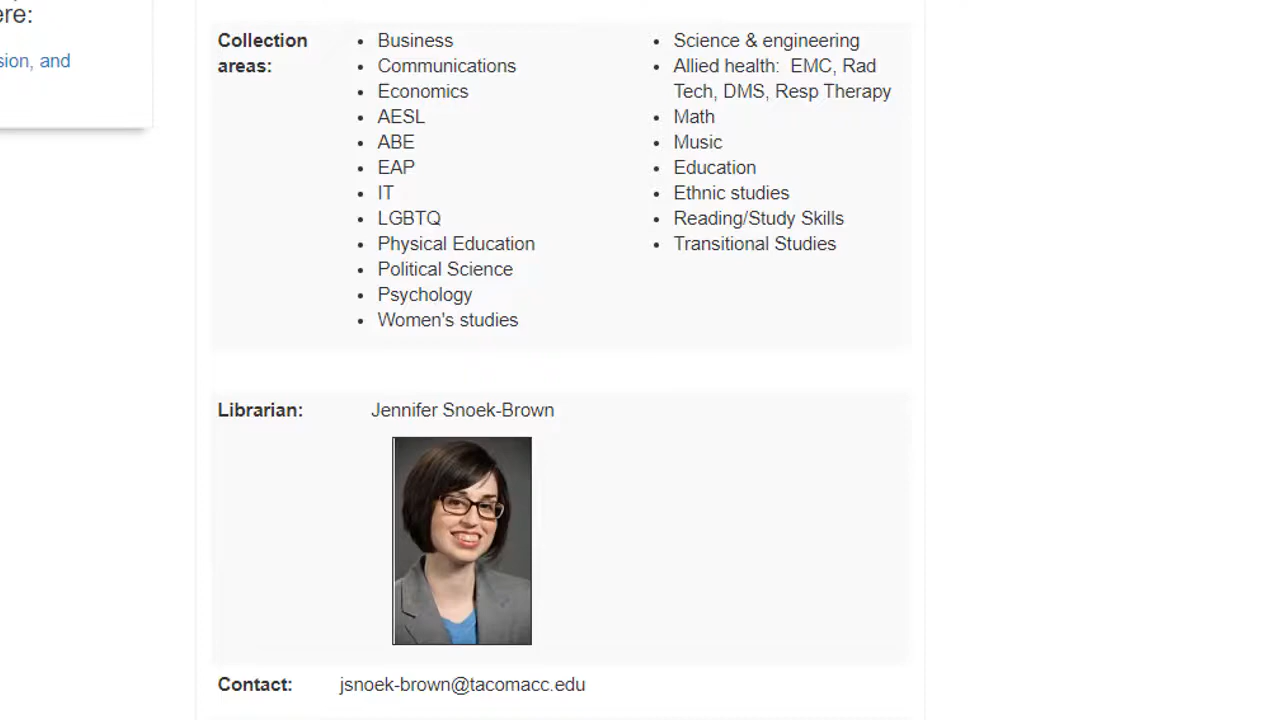 ere:
sion, and
Collection areas:
Business
Communications
Economics
AESL
ABE
EAP
IT
LGBTQ
Physical Education
Political Science
Psychology
Women's studies
Science & engineering
Allied health:  EMC, Rad
Tech, DMS, Resp Therapy
Math
Music
Education
Ethnic studies
Reading/Study Skills
Transitional Studies
Librarian: Jennifer Snoek-Brown
Contact: jsnoek-brown@tacomacc.edu